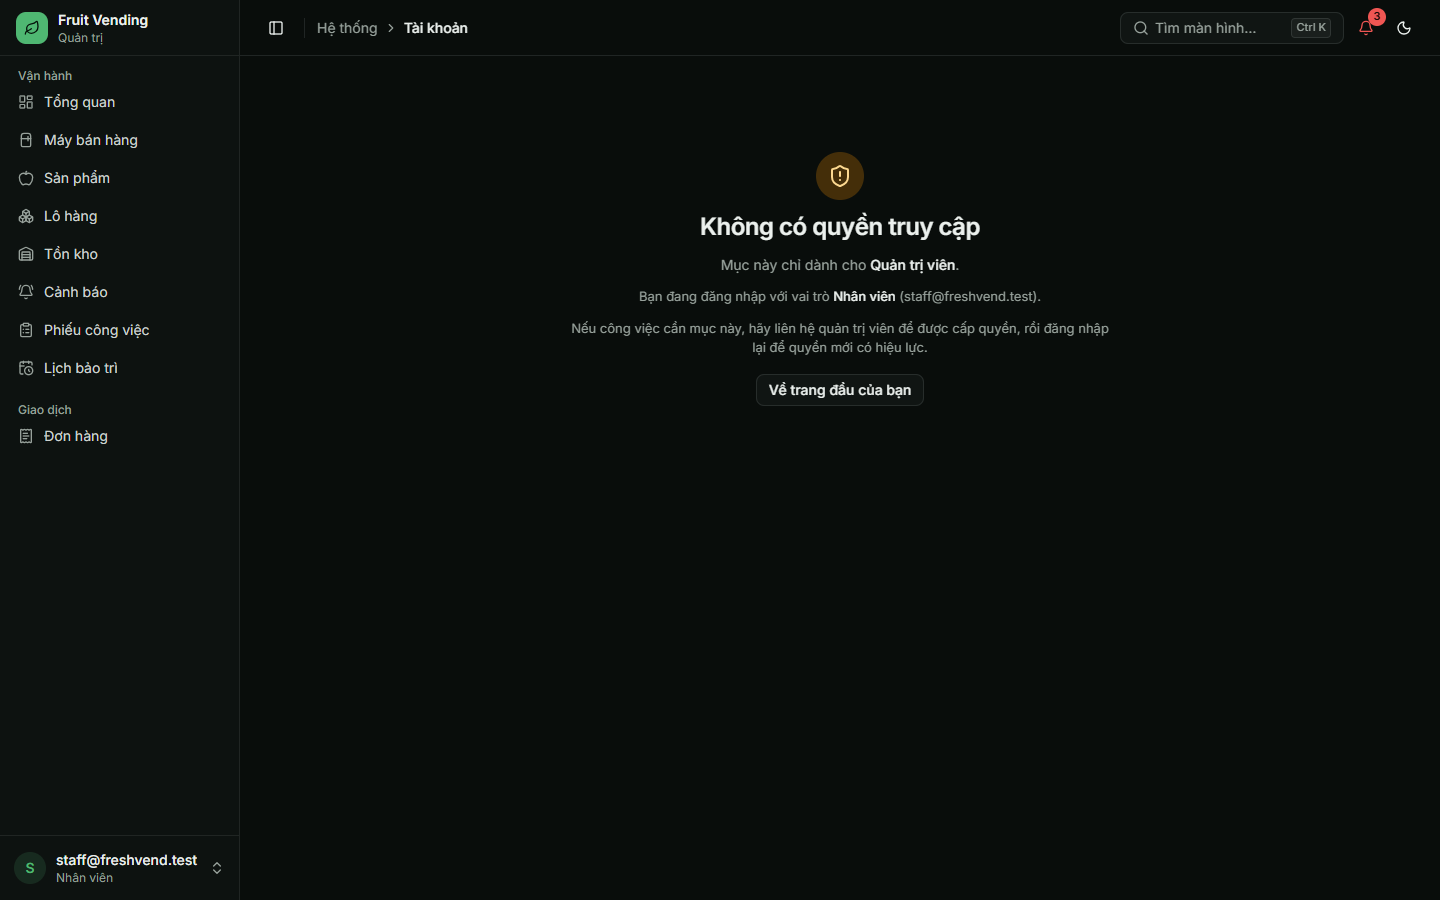 Fruit Vending
Quản trị
Hệ thống > Tài khoản
Tìm màn hình...
Ctrl K
3
Vận hành
Tổng quan
Máy bán hàng
Sản phẩm
Lô hàng
Tồn kho
Cảnh báo
Phiếu công việc
Lịch bảo trì
Giao dịch
Đơn hàng
Không có quyền truy cập
Mục này chỉ dành cho Quản trị viên.
Bạn đang đăng nhập với vai trò Nhân viên (staff@freshvend.test).
Nếu công việc cần mục này, hãy liên hệ quản trị viên để được cấp quyền, rồi đăng nhập
lại để quyền mới có hiệu lực.
Về trang đầu của bạn
S
staff@freshvend.test
Nhân viên